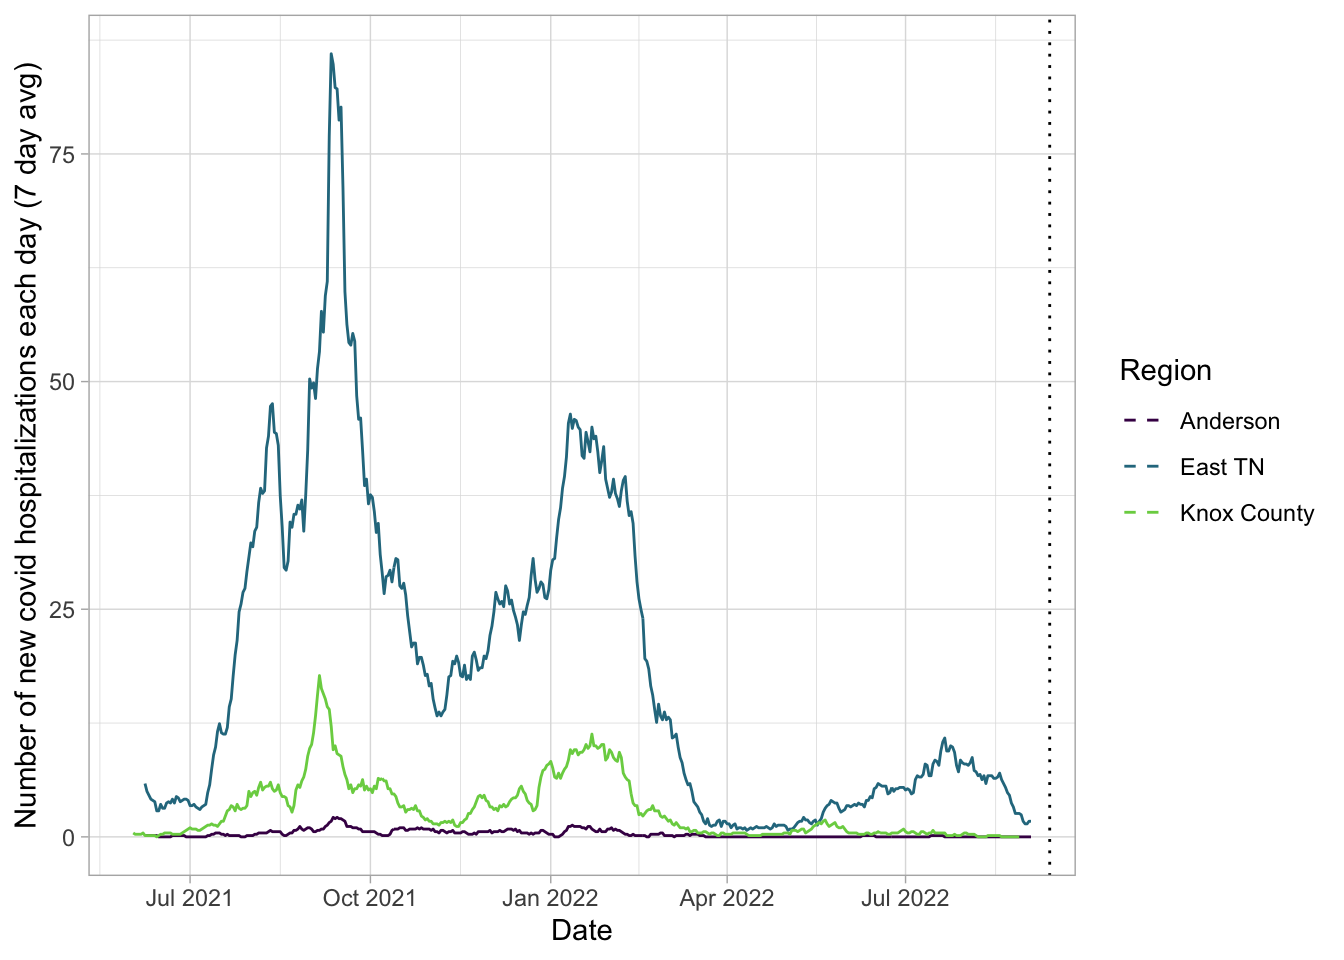 Number of new covid hospitalizations each day (7 day avg)
75
50
25
0
Jul 2021
Oct 2021
Jan 2022
Apr 2022
Jul 2022
Date
Region
Anderson
East TN
Knox County